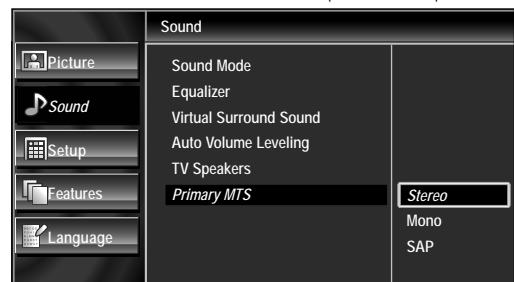 Sound
Picture
Sound
Setup
Features
Language
Sound Mode
Equalizer
Virtual Surround Sound
Auto Volume Leveling
TV Speakers
Primary MTS
Stereo
Mono
SAP